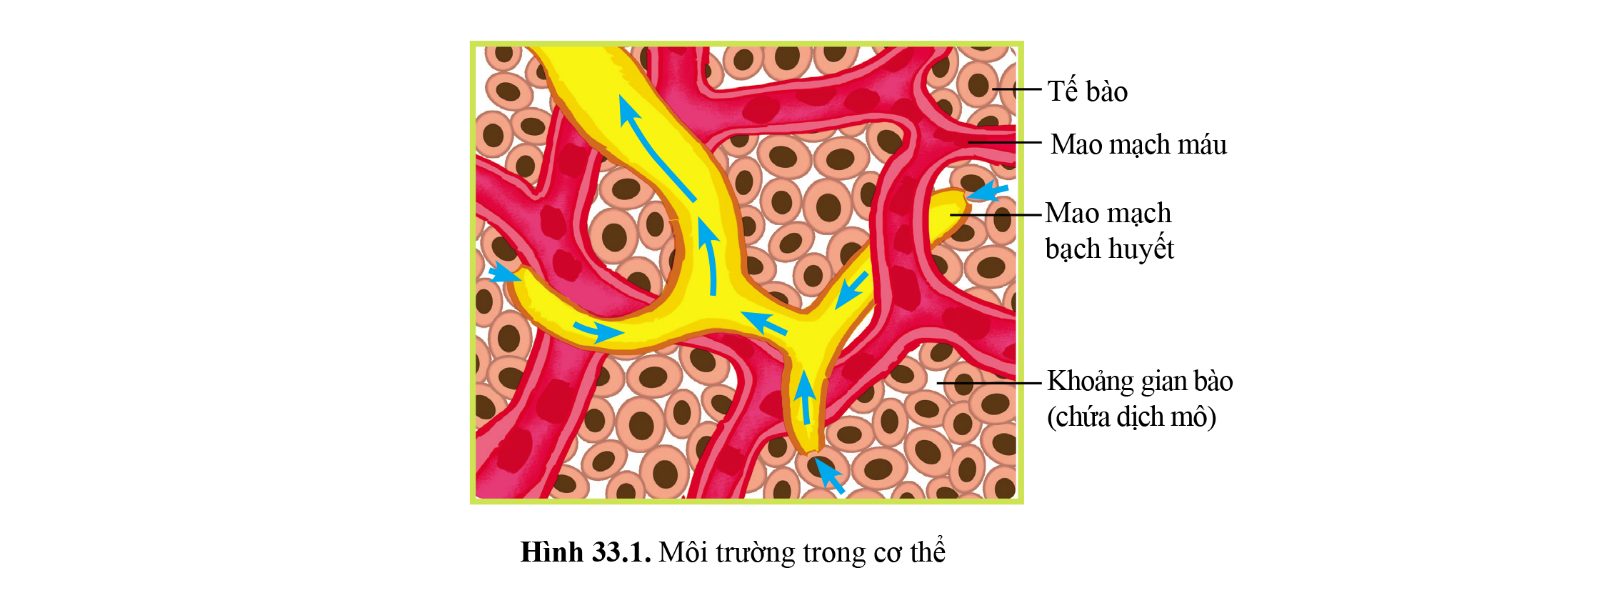 Tế bào
Mao mạch máu
Mao mạch
bạch huyết
Khoảng gian bào
(chứa dịch mô)
Hình 33.1. Môi trường trong cơ thể